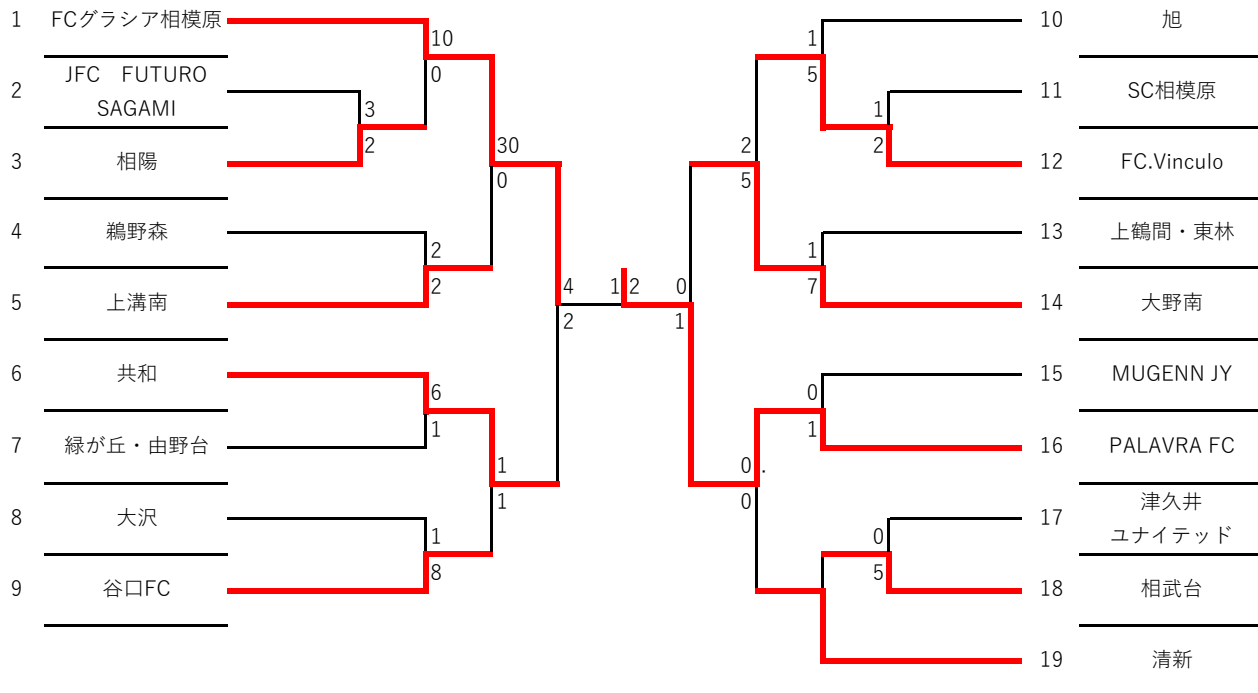 1 FCグラシア相模原
10
0
2 JFC FUTURO
SAGAMI
3
2
3 相陽
30
0
4 鵜野森
2
2
5 上溝南
4
2
6 共和
6
1
7 緑が丘・由野台
1
1
8 大沢
1
8
9 谷口FC
1 2
10 旭
1
5
11 SC相模原
1
2
12 FC.Vinculo
2
5
13 上鶴間・東林
1
7
14 大野南
0
1
15 MUGENN JY
0
1
16 PALAVRA FC
0 .
0
17 津久井
ユナイテッド
0
5
18 相武台
19 清新